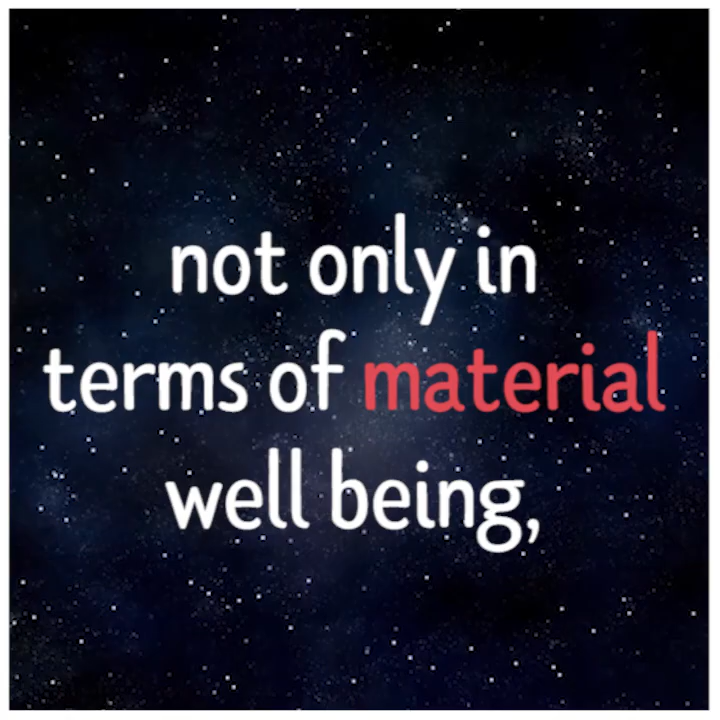 not only in
terms of material
well being,